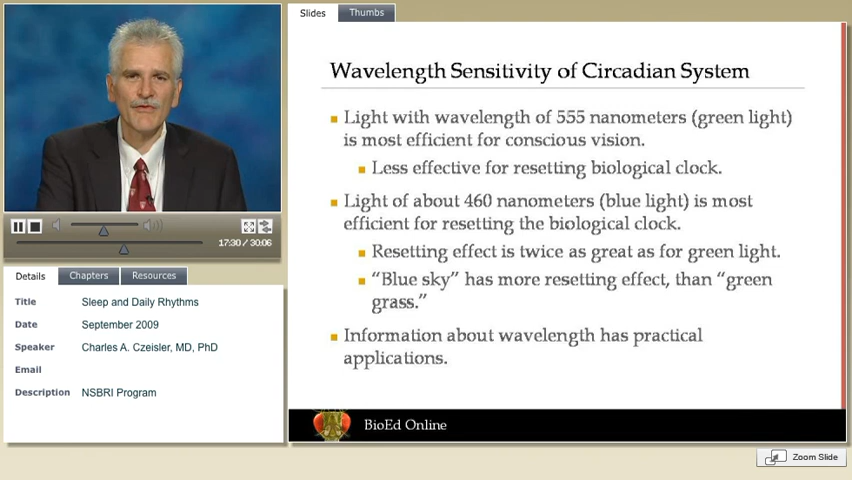 Slides Thumbs
Wavelength Sensitivity of Circadian System
Light with wavelength of 555 nanometers (green light)
is most efficient for conscious vision.
Less effective for resetting biological clock.
Light of about 460 nanometers (blue light) is most
efficient for resetting the biological clock.
Resetting effect is twice as great as for green light.
“Blue sky” has more resetting effect, than “green
grass.”
Information about wavelength has practical
applications.
BioEd Online
Zoom Slide
17:30 / 30:06
Details Chapters Resources
Title Sleep and Daily Rhythms
Date September 2009
Speaker Charles A. Czeisler, MD, PhD
Email
Description NSBRI Program